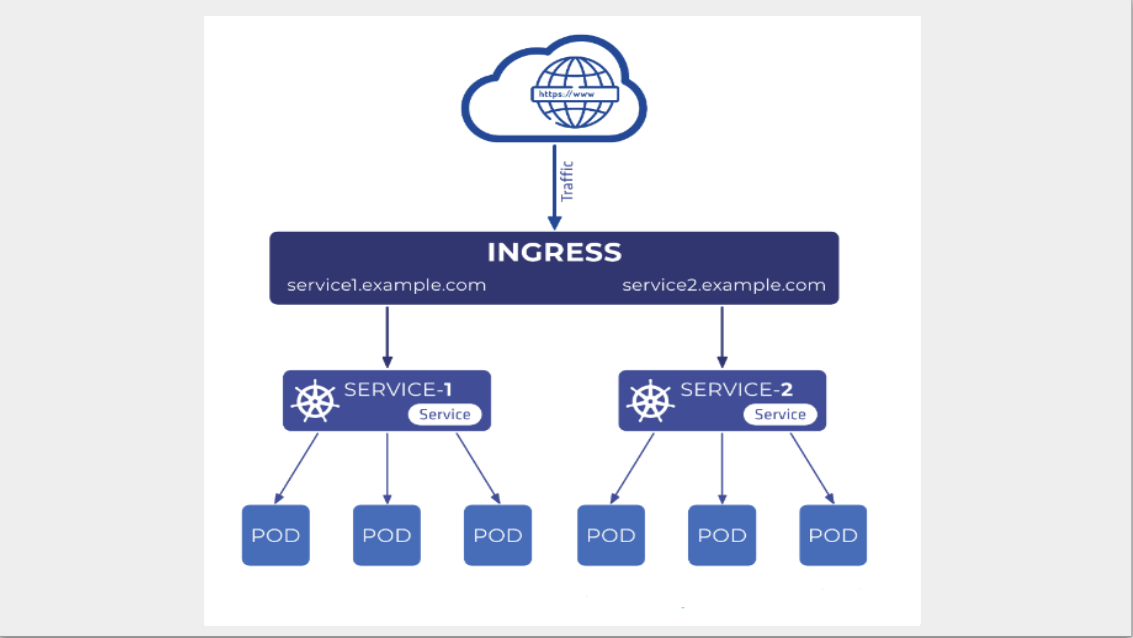 https://www
Traffic
INGRESS
service1.example.com
service2.example.com
SERVICE-1
Service
SERVICE-2
Service
POD
POD
POD
POD
POD
POD